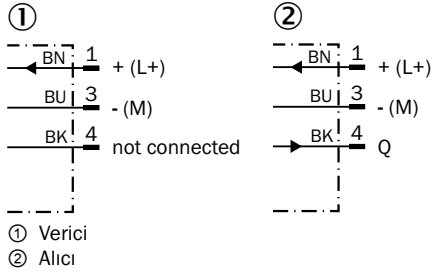 ① ②
BN 1 + (L+) BN 1 + (L+)
BU 3 - (M) BU 3 - (M)
BK 4 not connected BK 4 Q
① Verici
② Alıcı